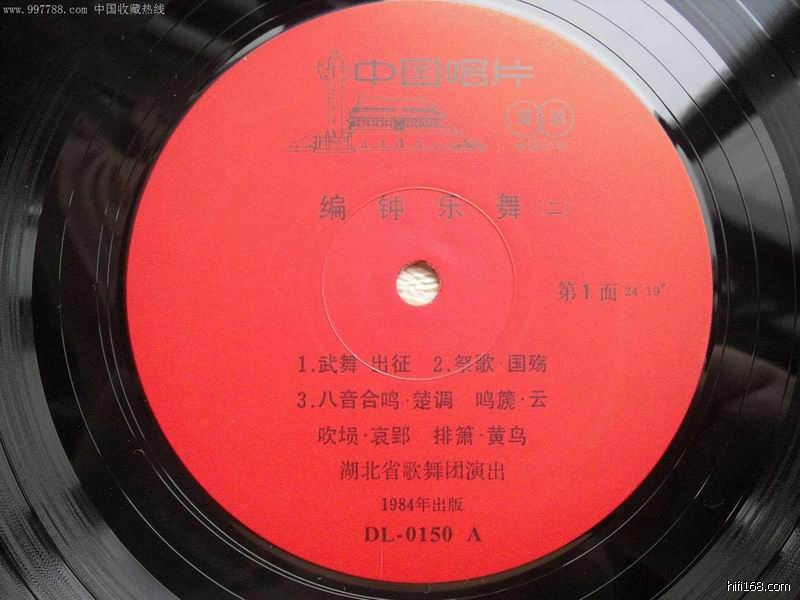 www.997788.com 中国收藏热线
中国唱片
编钟乐舞（二）
第1面 24′19″
1.武舞·出征 2.祭歌·国殇
3.八音合鸣·楚调 鸣篪·云
吹埙·哀郢 排箫·黄鸟
湖北省歌舞团演出
1984年出版
DL-0150 A
hifi168.com